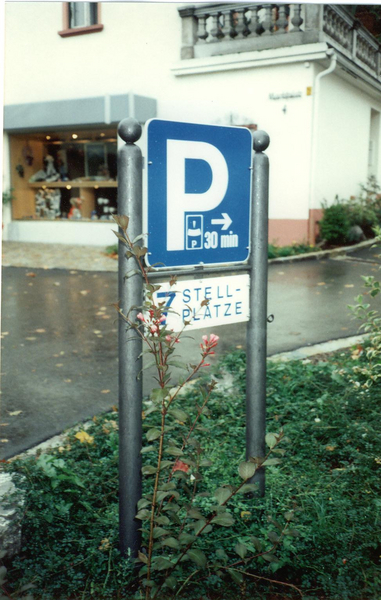 P
P
30 min
7 STELL-
PLÄTZE